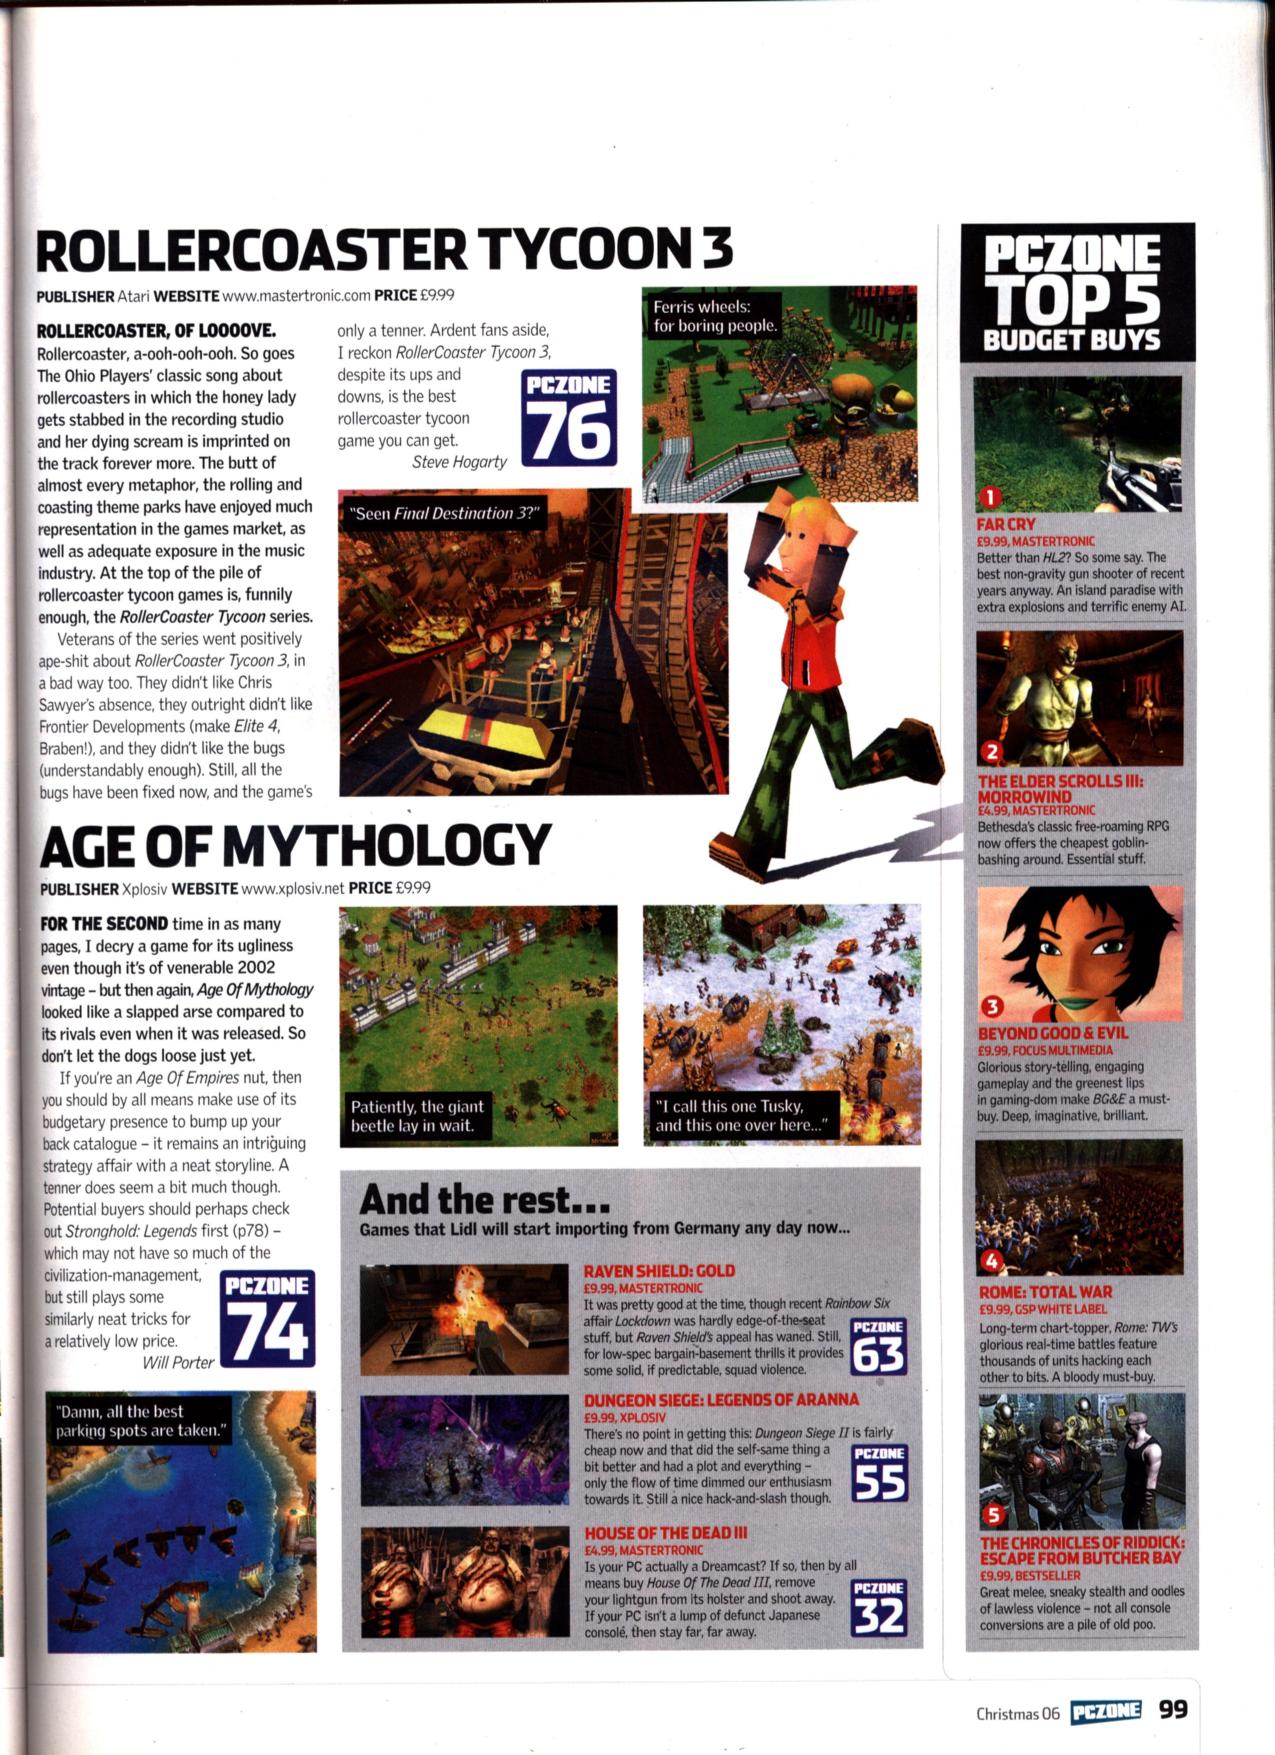 ROLLERCOASTER TYCOON 3
PUBLISHER Atari WEBSITE www.mastertronic.com PRICE £9.99
ROLLERCOASTER, OF LOOOOVE.
Rollercoaster, a-ooh-ooh-ooh. So goes
The Ohio Players' classic song about
rollercoasters in which the honey lady
gets stabbed in the recording studio
and her dying scream is imprinted on
the track forever more. The butt of
almost every metaphor, the rolling and
coasting theme parks have enjoyed much
representation in the games market, as
well as adequate exposure in the music
industry. At the top of the pile of
rollercoaster tycoon games is, funnily
enough, the RollerCoaster Tycoon series.
Veterans of the series went positively
ape-shit about RollerCoaster Tycoon 3, in
a bad way too. They didn't like Chris
Sawyer's absence, they outright didn't like
Frontier Developments (make Elite 4,
Braben!), and they didn't like the bugs
(understandably enough). Still, all the
bugs have been fixed now, and the game's
only a tenner. Ardent fans aside,
I reckon RollerCoaster Tycoon 3,
despite its ups and
downs, is the best
rollercoaster tycoon
game you can get.
Steve Hogarty
PCZONE
76
Ferris wheels:
for boring people.
"Seen Final Destination 3?"
AGE OF MYTHOLOGY
PUBLISHER Xplosiv WEBSITE www.xplosiv.net PRICE £9.99
FOR THE SECOND time in as many
pages, I decry a game for its ugliness
even though it's of venerable 2002
vintage – but then again, Age Of Mythology
looked like a slapped arse compared to
its rivals even when it was released. So
don't let the dogs loose just yet.
If you're an Age Of Empires nut, then
you should by all means make use of its
budgetary presence to bump up your
back catalogue – it remains an intriguing
strategy affair with a neat storyline. A
tenner does seem a bit much though.
Potential buyers should perhaps check
out Stronghold: Legends first (p78) –
which may not have so much of the
civilization-management,
but still plays some
similarly neat tricks for
a relatively low price.
Will Porter
PCZONE
74
Patiently, the giant
beetle lay in wait.
"I call this one Tusky,
and this one over here..."
"Damn, all the best
parking spots are taken."
And the rest...
Games that Lidl will start importing from Germany any day now...
RAVEN SHIELD: GOLD
£9.99, MASTERTRONIC
It was pretty good at the time, though recent Rainbow Six
affair Lockdown was hardly edge-of-the-seat
stuff, but Raven Shield's appeal has waned. Still,
for low-spec bargain-basement thrills it provides
some solid, if predictable, squad violence.
PCZONE
63
DUNGEON SIEGE: LEGENDS OF ARANNA
£9.99, XPLOSIV
There's no point in getting this: Dungeon Siege II is fairly
cheap now and that did the self-same thing a
bit better and had a plot and everything –
only the flow of time dimmed our enthusiasm
towards it. Still a nice hack-and-slash though.
PCZONE
55
HOUSE OF THE DEAD III
£4.99, MASTERTRONIC
Is your PC actually a Dreamcast? If so, then by all
means buy House Of The Dead III, remove
your lightgun from its holster and shoot away.
If your PC isn't a lump of defunct Japanese
console, then stay far, far away.
PCZONE
32
PCZONE
TOP 5
BUDGET BUYS
1
FAR CRY
£9.99, MASTERTRONIC
Better than HL2? So some say. The
best non-gravity gun shooter of recent
years anyway. An island paradise with
extra explosions and terrific enemy AI.
2
THE ELDER SCROLLS III:
MORROWIND
£4.99, MASTERTRONIC
Bethesda's classic free-roaming RPG
now offers the cheapest goblin-
bashing around. Essential stuff.
3
BEYOND GOOD & EVIL
£9.99, FOCUS MULTIMEDIA
Glorious story-telling, engaging
gameplay and the greenest lips
in gaming-dom make BG&E a must-
buy. Deep, imaginative, brilliant.
4
ROME: TOTAL WAR
£9.99, GSP WHITE LABEL
Long-term chart-topper, Rome: TW's
glorious real-time battles feature
thousands of units hacking each
other to bits. A bloody must-buy.
5
THE CHRONICLES OF RIDDICK:
ESCAPE FROM BUTCHER BAY
£9.99, BESTSELLER
Great melee, sneaky stealth and oodles
of lawless violence – not all console
conversions are a pile of old poo.
Christmas 06 PCZONE 99